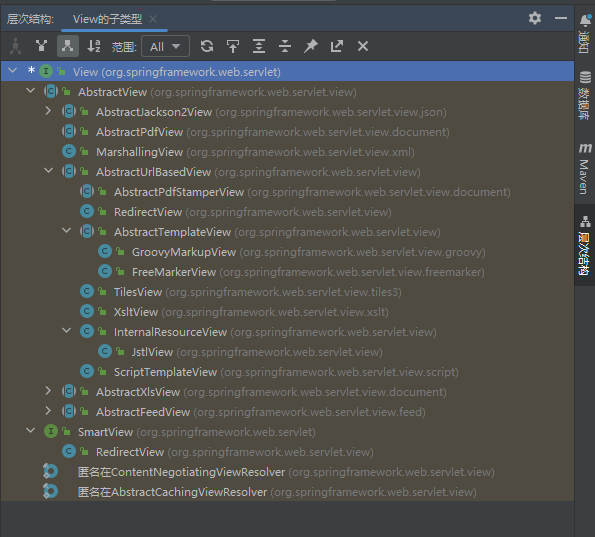 层次结构: View的子类型
范围: All
* View (org.springframework.web.servlet)
AbstractView (org.springframework.web.servlet.view)
AbstractJackson2View (org.springframework.web.servlet.view.json)
AbstractPdfView (org.springframework.web.servlet.view.document)
MarshallingView (org.springframework.web.servlet.view.xml)
AbstractUrlBasedView (org.springframework.web.servlet.view)
AbstractPdfStamperView (org.springframework.web.servlet.view.document)
RedirectView (org.springframework.web.servlet.view)
AbstractTemplateView (org.springframework.web.servlet.view)
GroovyMarkupView (org.springframework.web.servlet.view.groovy)
FreeMarkerView (org.springframework.web.servlet.view.freemarker)
TilesView (org.springframework.web.servlet.view.tiles3)
XsltView (org.springframework.web.servlet.view.xslt)
InternalResourceView (org.springframework.web.servlet.view)
JstlView (org.springframework.web.servlet.view)
ScriptTemplateView (org.springframework.web.servlet.view.script)
AbstractXlsView (org.springframework.web.servlet.view.document)
AbstractFeedView (org.springframework.web.servlet.view.feed)
SmartView (org.springframework.web.servlet)
RedirectView (org.springframework.web.servlet.view)
匿名在ContentNegotiatingViewResolver (org.springframework.web.servlet.view)
匿名在AbstractCachingViewResolver (org.springframework.web.servlet.view)
通知
数据库
Maven
层次结构